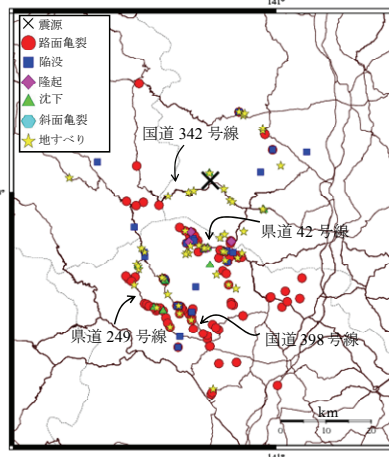 141°
震源
路面亀裂
陥没
隆起
沈下
斜面亀裂
地すべり
国道 342 号線
県道 42 号線
県道 249 号線
国道 398 号線
km
0 10 20
141°